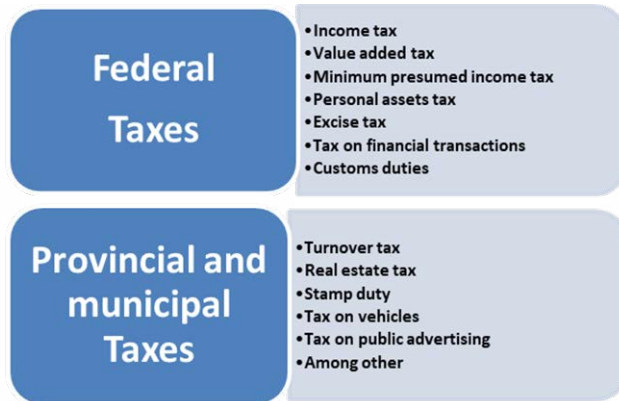 Federal
Taxes
•Income tax
•Value added tax
•Minimum presumed income tax
•Personal assets tax
•Excise tax
•Tax on financial transactions
•Customs duties
Provincial and
municipal
Taxes
•Turnover tax
•Real estate tax
•Stamp duty
•Tax on vehicles
•Tax on public advertising
•Among other